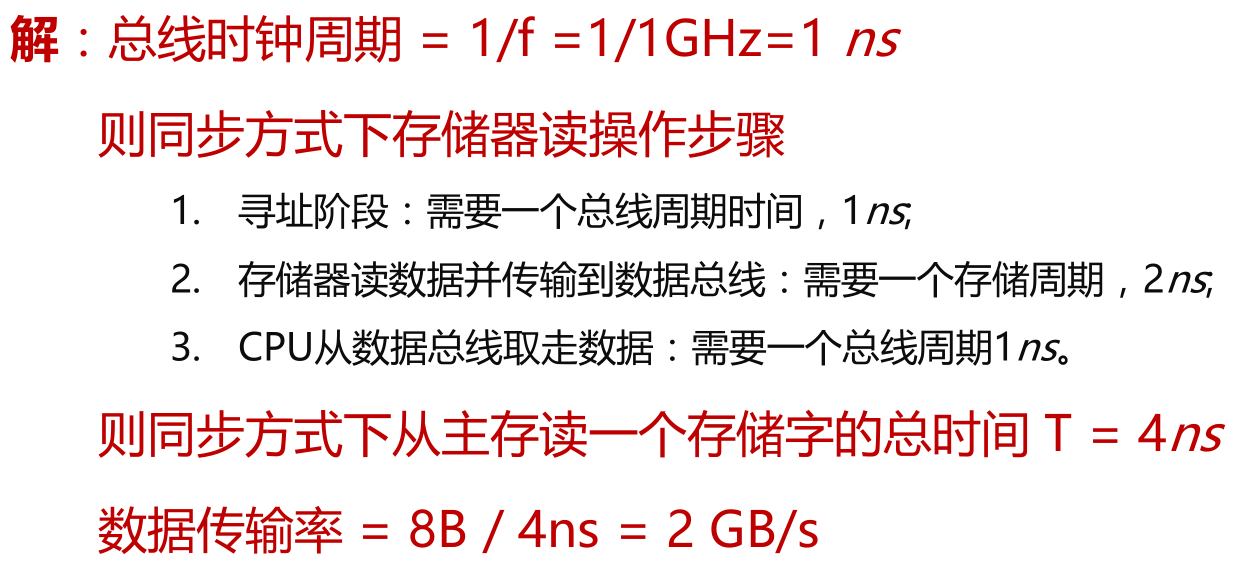 解：总线时钟周期 = 1/f =1/1GHz=1 ns
则同步方式下存储器读操作步骤
1. 寻址阶段：需要一个总线周期时间，1ns;
2. 存储器读数据并传输到数据总线：需要一个存储周期，2ns;
3. CPU从数据总线取走数据：需要一个总线周期1ns。
则同步方式下从主存读一个存储字的总时间 T = 4ns
数据传输率 = 8B / 4ns = 2 GB/s